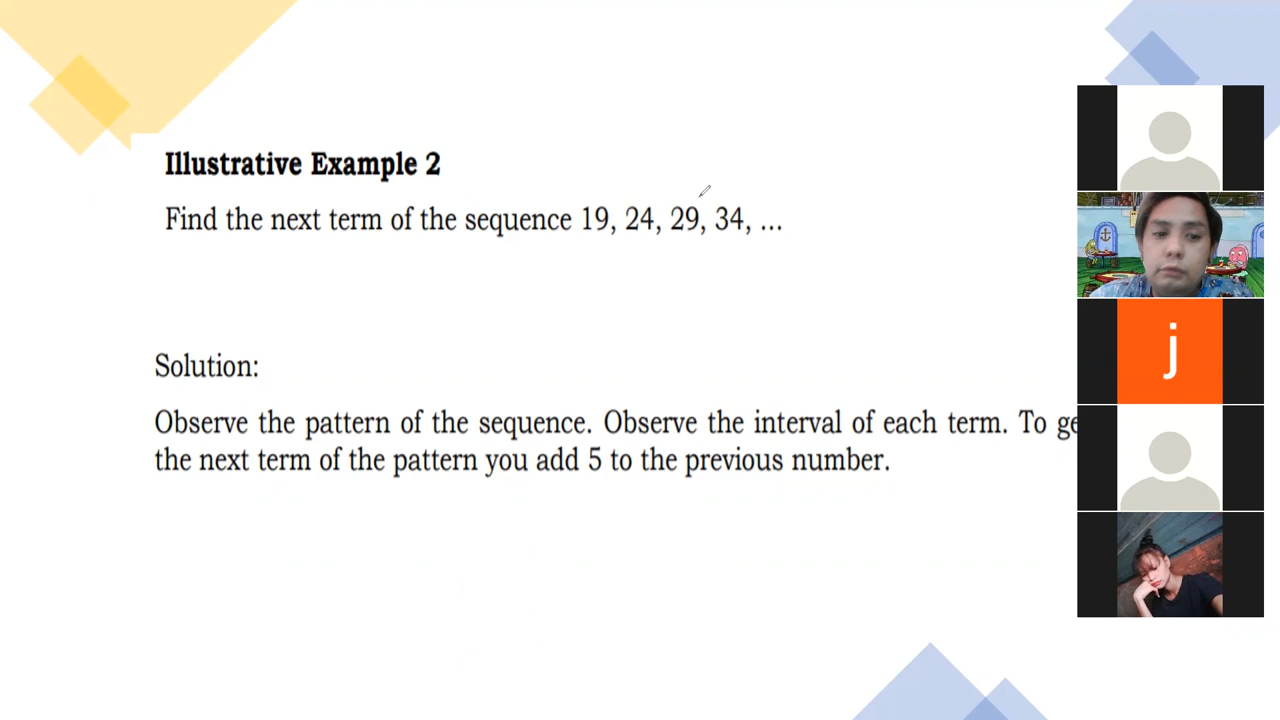 Illustrative Example 2
Find the next term of the sequence 19, 24, 29, 34, ...
Solution:
Observe the pattern of the sequence. Observe the interval of each term. To ge
the next term of the pattern you add 5 to the previous number.
j